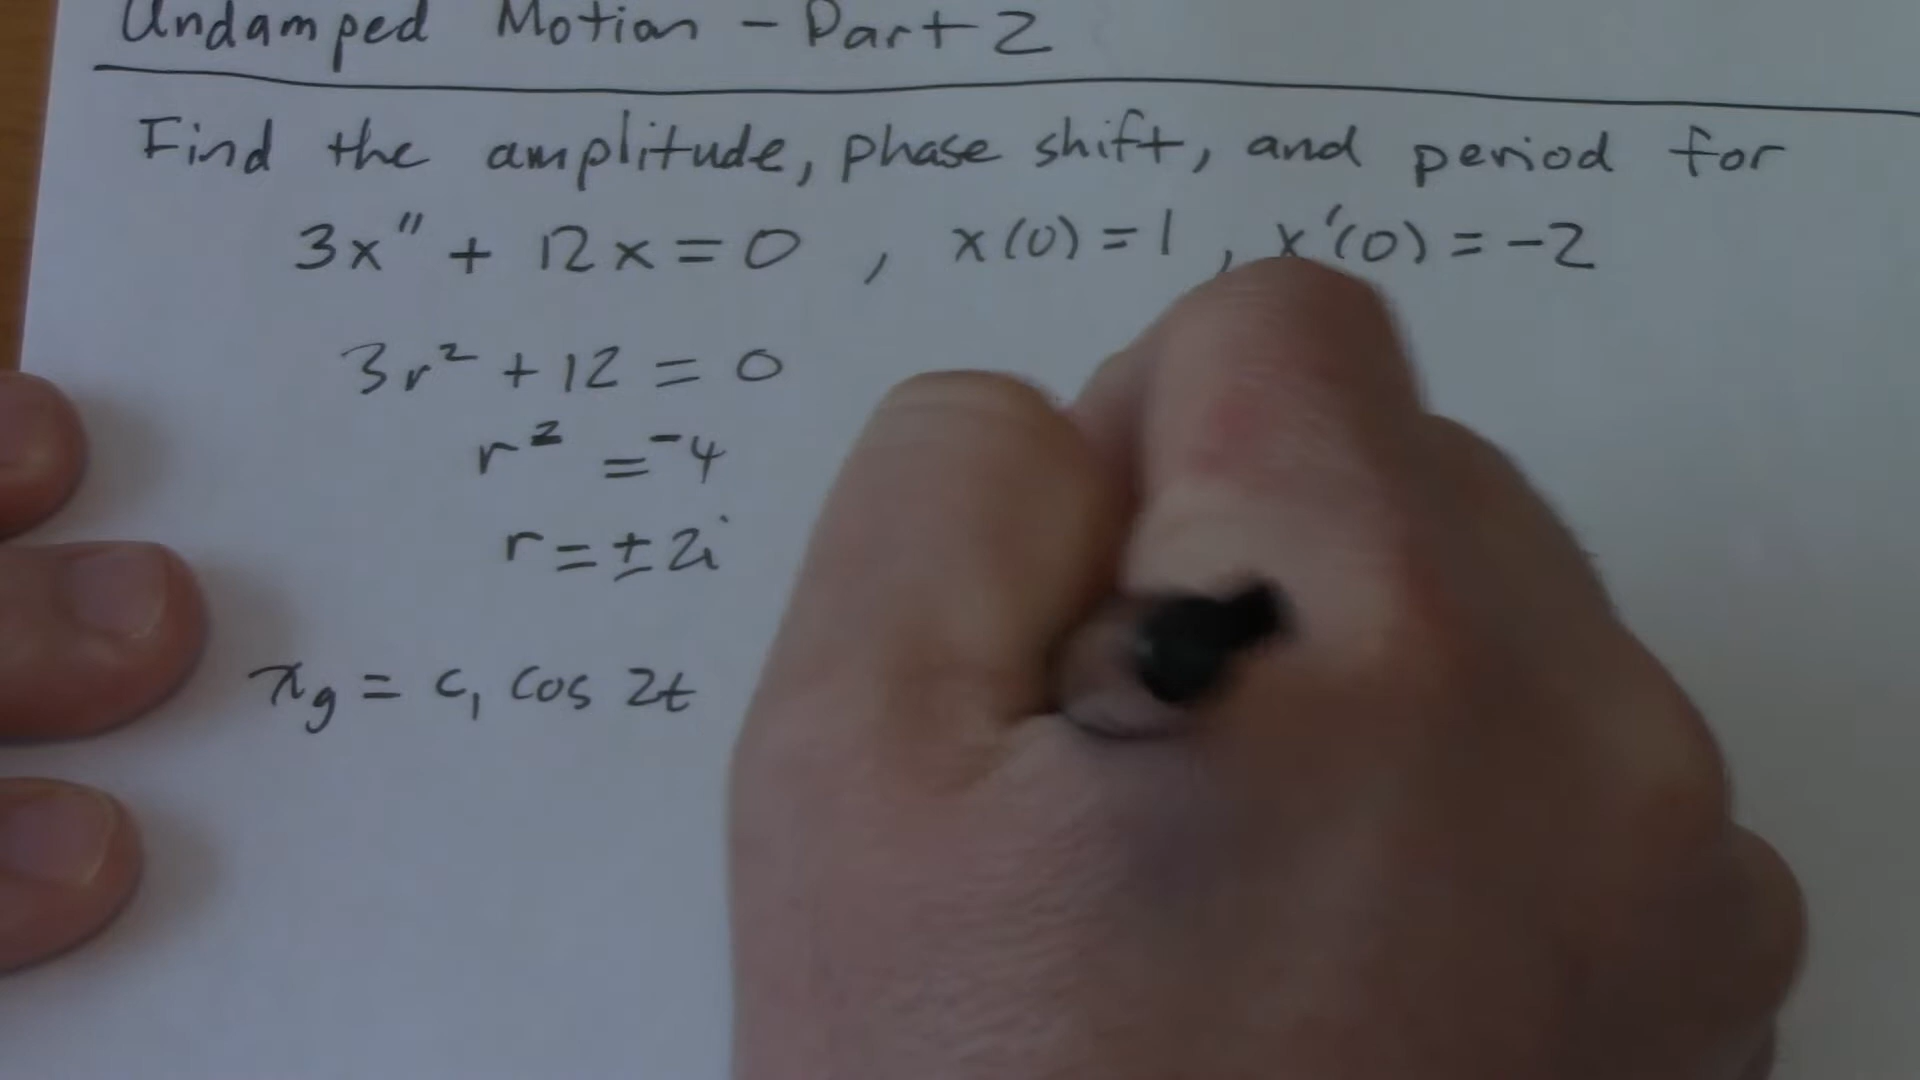 Undamped Motion - Part 2
Find the amplitude, phase shift, and period for
3x" + 12x = 0 , x(0) = 1 , x'(0) = -2
3r² + 12 = 0
r² = -4
r = ± 2i
x_g = c₁ cos 2t